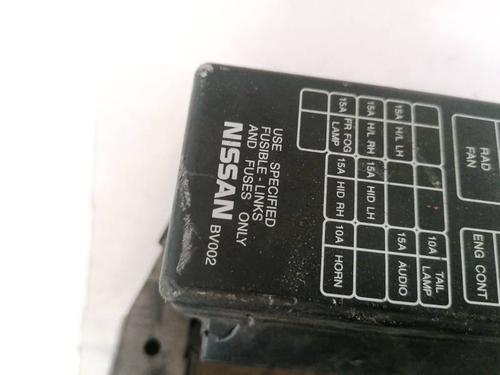 USE SPECIFIED
FUSIBLE-LINKS
AND FUSES ONLY
NISSAN BV002
15A FR FOG LAMP
15A H/L RH
15A H/L LH
15A HID RH
15A HID LH
10A HORN
15A AUDIO
10A TAIL LAMP
RAD FAN
ENG CONT